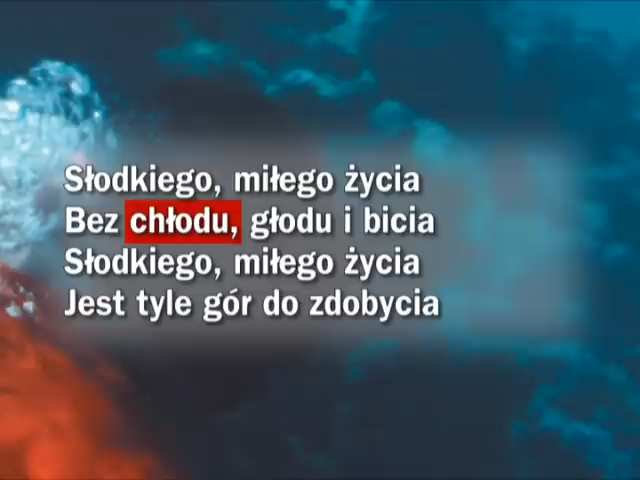 Słodkiego, miłego życia
Bez chłodu, głodu i bicia
Słodkiego, miłego życia
Jest tyle gór do zdobycia